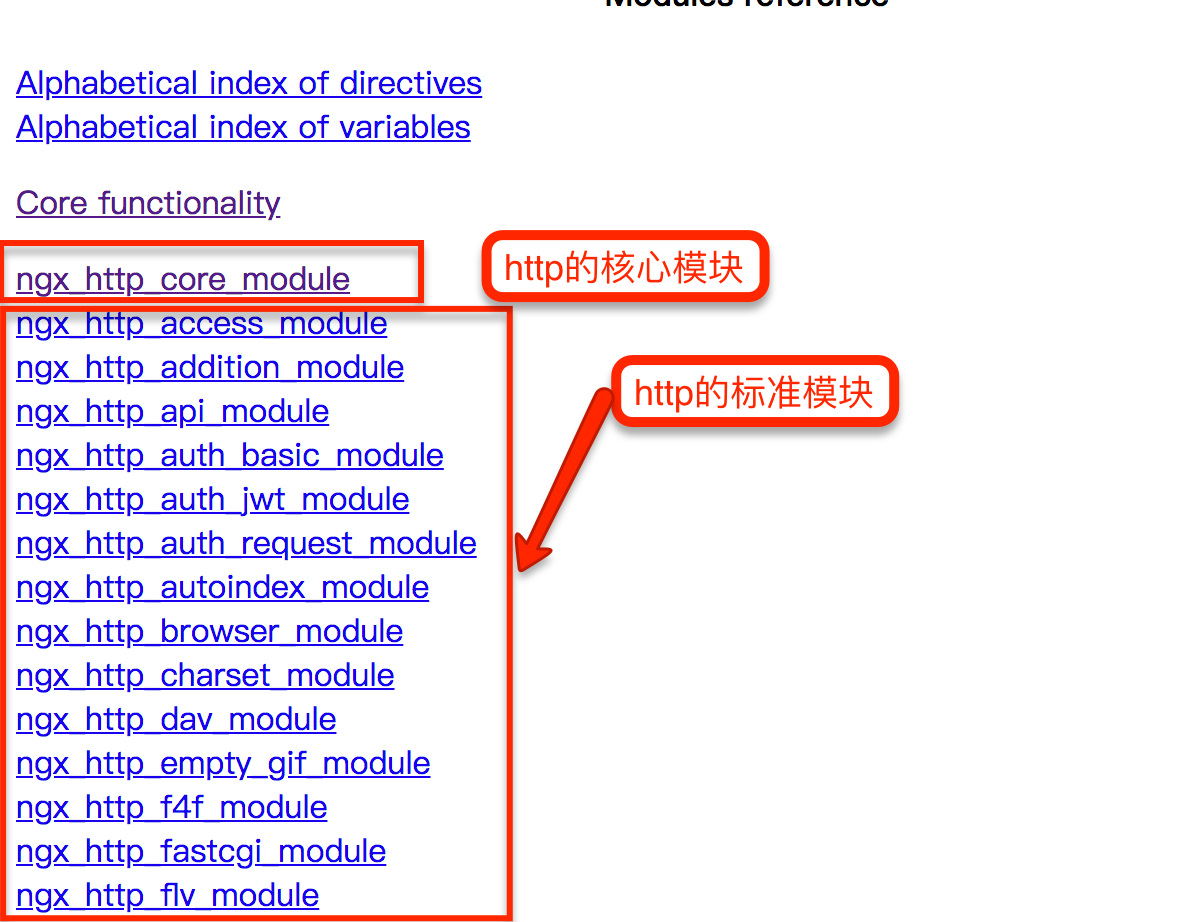 Modules reference
Alphabetical index of directives
Alphabetical index of variables
Core functionality
ngx_http_core_module
http的核心模块
ngx_http_access_module
ngx_http_addition_module
http的标准模块
ngx_http_api_module
ngx_http_auth_basic_module
ngx_http_auth_jwt_module
ngx_http_auth_request_module
ngx_http_autoindex_module
ngx_http_browser_module
ngx_http_charset_module
ngx_http_dav_module
ngx_http_empty_gif_module
ngx_http_f4f_module
ngx_http_fastcgi_module
ngx_http_flv_module